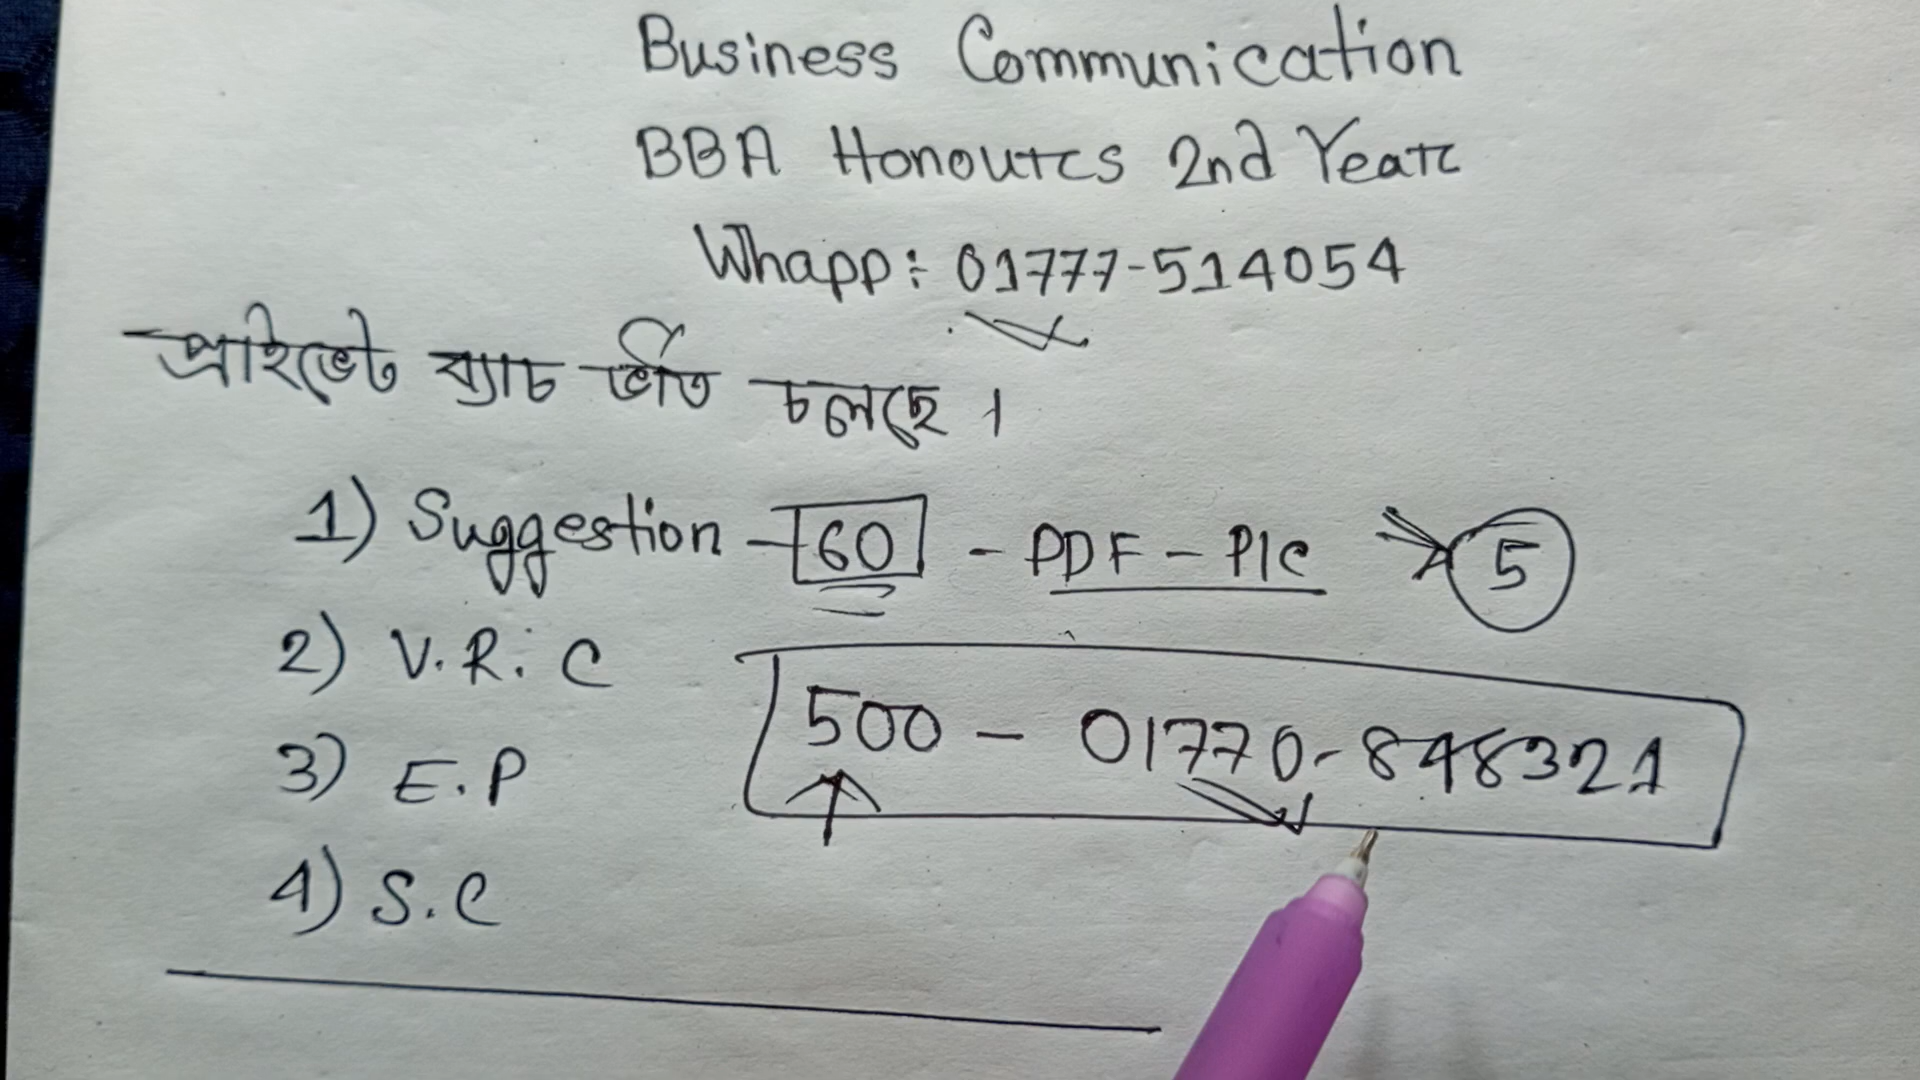 Business Communication
BBA Honours 2nd Year
Whapp: 01777-514054
প্রাইভেট ব্যাচ ভর্তি চলছে।
1) Suggestion - 60 - PDF - PIC 5
2) V.R.C
500 - 01770-848321
3) E.P
4) S.C